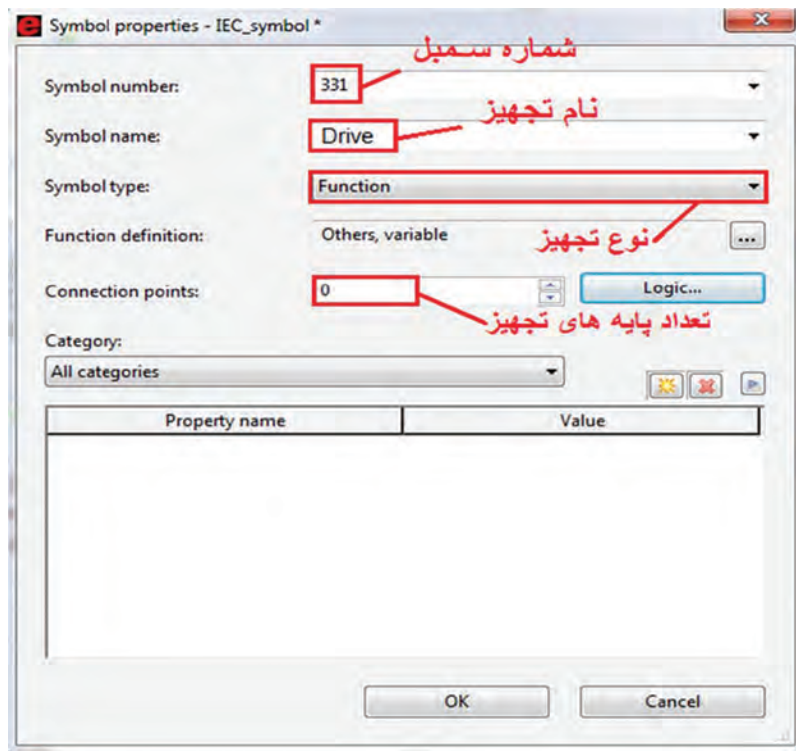 Symbol properties - IEC_symbol *
شماره سمبل
Symbol number: 331
نام تجهیز
Symbol name: Drive
Symbol type: Function
Function definition: Others, variable ...
نوع تجهیز
Connection points: 0 Logic...
تعداد پایه های تجهیز
Category:
All categories
Property name Value
OK Cancel